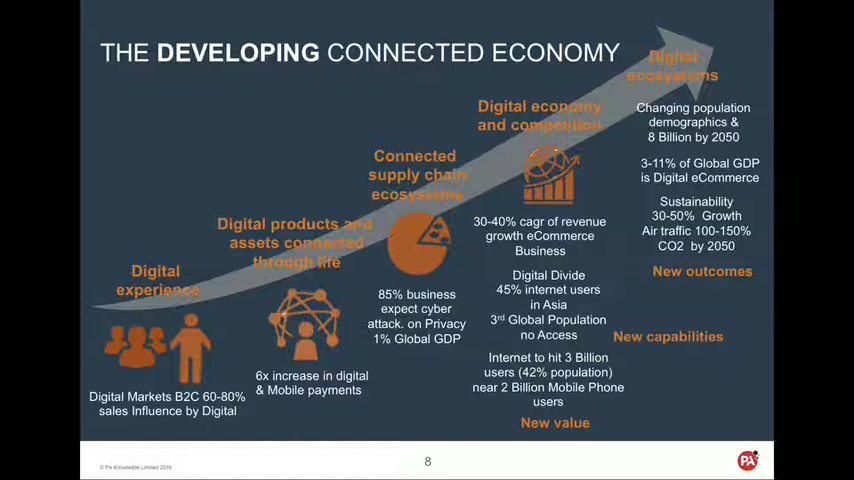 THE DEVELOPING CONNECTED ECONOMY
Digital
experience
Digital Markets B2C 60-80%
sales Influence by Digital
Digital products and
assets connected
through life
6x increase in digital
& Mobile payments
Connected
supply chain
ecosystems
85% business
expect cyber
attack. on Privacy
1% Global GDP
Digital economy
and competition
30-40% cagr of revenue
growth eCommerce
Business
Digital Divide
45% internet users
in Asia
3rd Global Population
no Access
Internet to hit 3 Billion
users (42% population)
near 2 Billion Mobile Phone
users
New value
Digital
ecosystems
Changing population
demographics &
8 Billion by 2050
3-11% of Global GDP
is Digital eCommerce
Sustainability
30-50% Growth
Air traffic 100-150%
CO2 by 2050
New outcomes
New capabilities
© PA Knowledge Limited 2016
8
PA